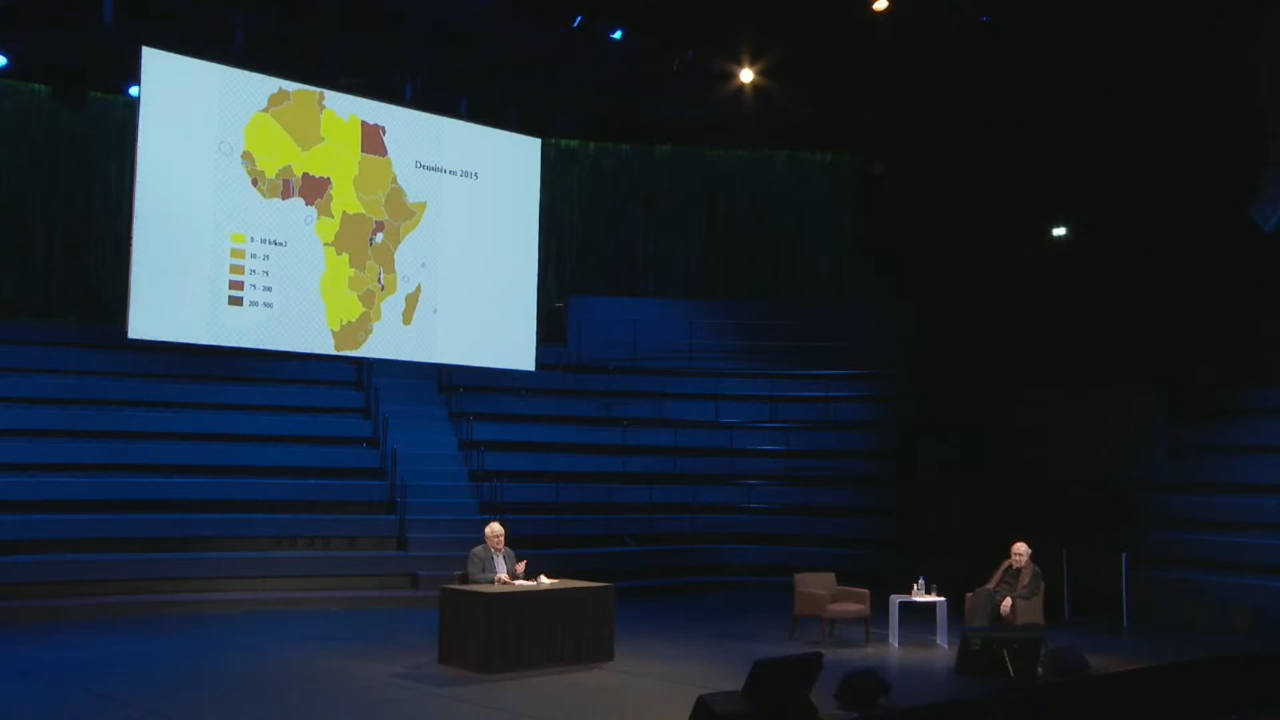 Densités en 2015
0 - 10 h/km2
10 - 25
25 - 75
75 - 200
200 -500